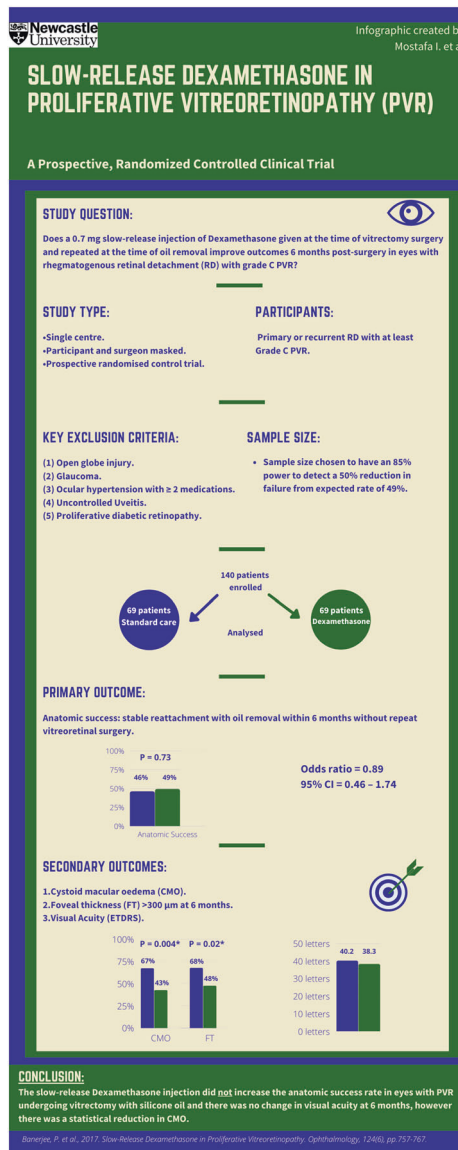 Newcastle
University
Infographic created b
Mostafa I. et a
SLOW-RELEASE DEXAMETHASONE IN
PROLIFERATIVE VITREORETINOPATHY (PVR)
A Prospective, Randomized Controlled Clinical Trial
STUDY QUESTION:
Does a 0.7 mg slow-release injection of Dexamethasone given at the time of vitrectomy surgery
and repeated at the time of oil removal improve outcomes 6 months post-surgery in eyes with
rhegmatogenous retinal detachment (RD) with grade C PVR?
STUDY TYPE:
•Single centre.
•Participant and surgeon masked.
•Prospective randomised control trial.
PARTICIPANTS:
Primary or recurrent RD with at least
Grade C PVR.
KEY EXCLUSION CRITERIA:
(1) Open globe injury.
(2) Glaucoma.
(3) Ocular hypertension with ≥ 2 medications.
(4) Uncontrolled Uveitis.
(5) Proliferative diabetic retinopathy.
SAMPLE SIZE:
• Sample size chosen to have an 85%
power to detect a 50% reduction in
failure from expected rate of 49%.
140 patients
enrolled
69 patients
Standard care
69 patients
Dexamethasone
Analysed
PRIMARY OUTCOME:
Anatomic success: stable reattachment with oil removal within 6 months without repeat
vitreoretinal surgery.
100%
75%
50%
25%
0%
P = 0.73
46% 49%
Anatomic Success
Odds ratio = 0.89
95% CI = 0.46 – 1.74
SECONDARY OUTCOMES:
1.Cystoid macular oedema (CMO).
2.Foveal thickness (FT) >300 µm at 6 months.
3.Visual Acuity (ETDRS).
100%
75%
50%
25%
0%
P = 0.004* P = 0.02*
67% 43% 68% 48%
CMO FT
50 letters
40 letters
30 letters
20 letters
10 letters
0 letters
40.2 38.3
CONCLUSION:
The slow-release Dexamethasone injection did not increase the anatomic success rate in eyes with PVR
undergoing vitrectomy with silicone oil and there was no change in visual acuity at 6 months, however
there was a statistical reduction in CMO.
Banerjee, P. et al., 2017. Slow-Release Dexamethasone in Proliferative Vitreoretinopathy. Ophthalmology, 124(6), pp.757-767.